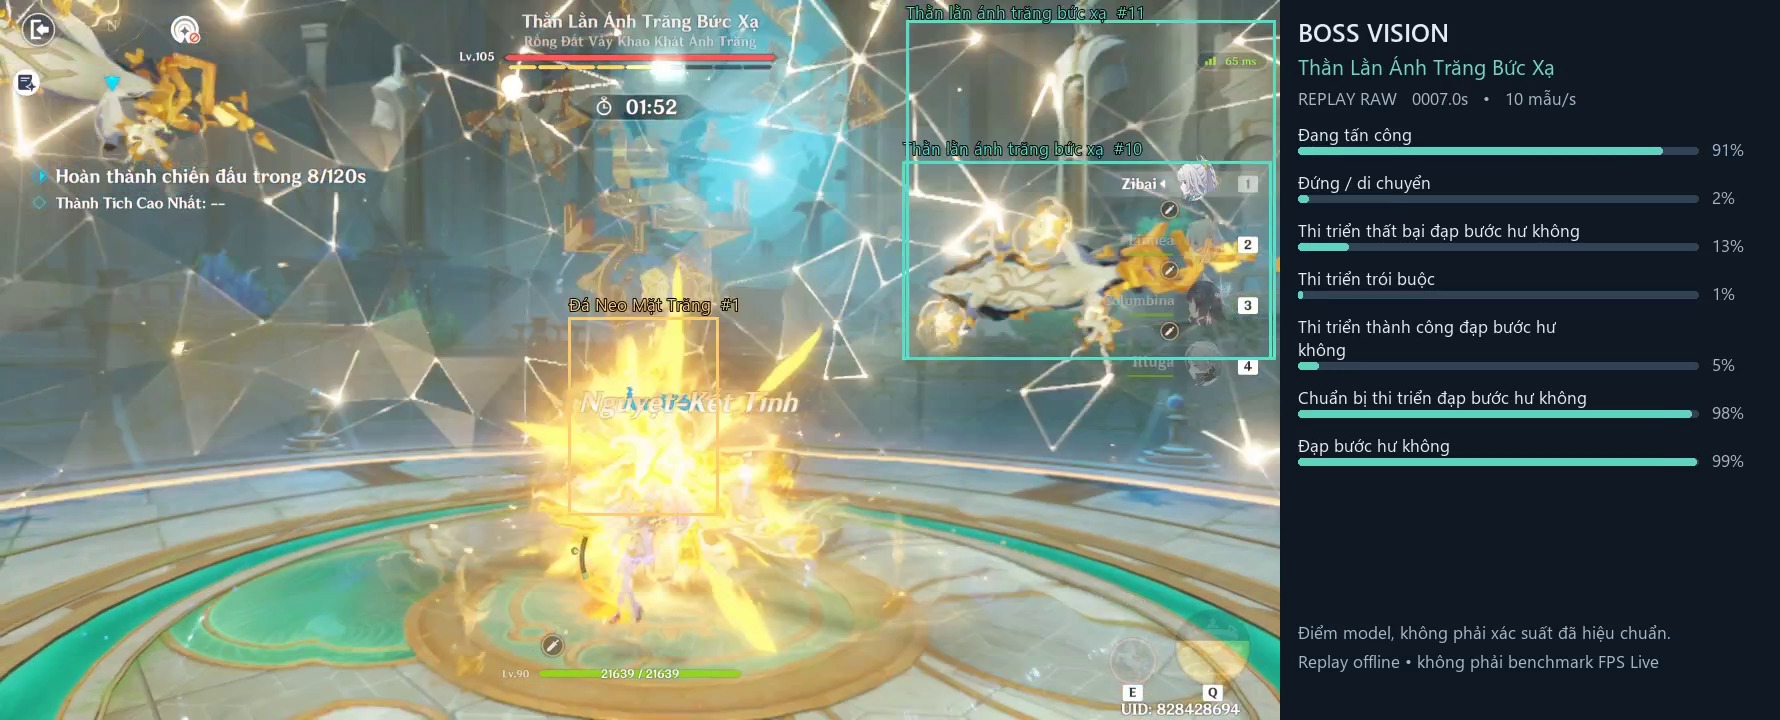 Thằn Lằn Ánh Trăng Bức Xạ
Rồng Đất Vảy Khao Khát Ánh Trăng
Lv.105
01:52
N
Hoàn thành chiến đấu trong 8/120s
Thành Tích Cao Nhất: --
Thằn lằn ánh trăng bức xạ #11
65 ms
Thằn lằn ánh trăng bức xạ #10
Zibai
1
Linnea
2
Columbina
3
Illuga
4
Đá Neo Mặt Trăng #1
Nguyệt Kết Tinh
Lv.90
21639 / 21639
E
Q
UID: 828428694
BOSS VISION
Thằn Lằn Ánh Trăng Bức Xạ
REPLAY RAW 0007.0s • 10 mẫu/s
Đang tấn công
91%
Đứng / di chuyển
2%
Thi triển thất bại đạp bước hư không
13%
Thi triển trói buộc
1%
Thi triển thành công đạp bước hư
không
5%
Chuẩn bị thi triển đạp bước hư không
98%
Đạp bước hư không
99%
Điểm model, không phải xác suất đã hiệu chuẩn.
Replay offline • không phải benchmark FPS Live